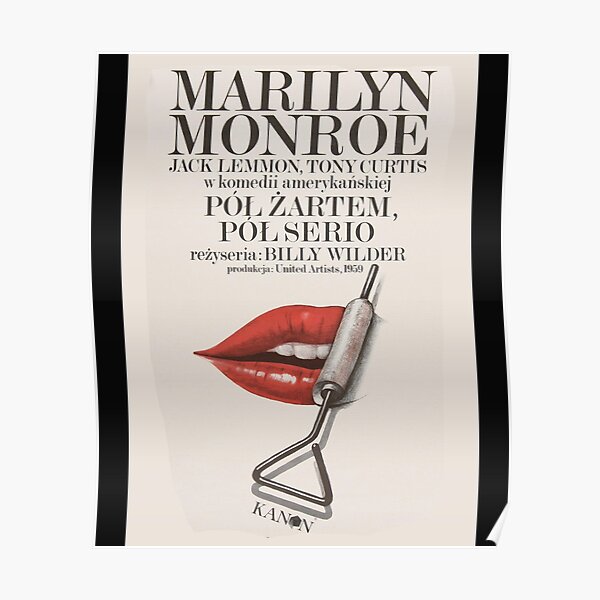 MARILYN
MONROE
JACK LEMMON, TONY CURTIS
w komedii amerykańskiej
PÓŁ ŻARTEM,
PÓŁ SERIO
reżyseria: BILLY WILDER
produkcja: United Artists, 1959
KANON